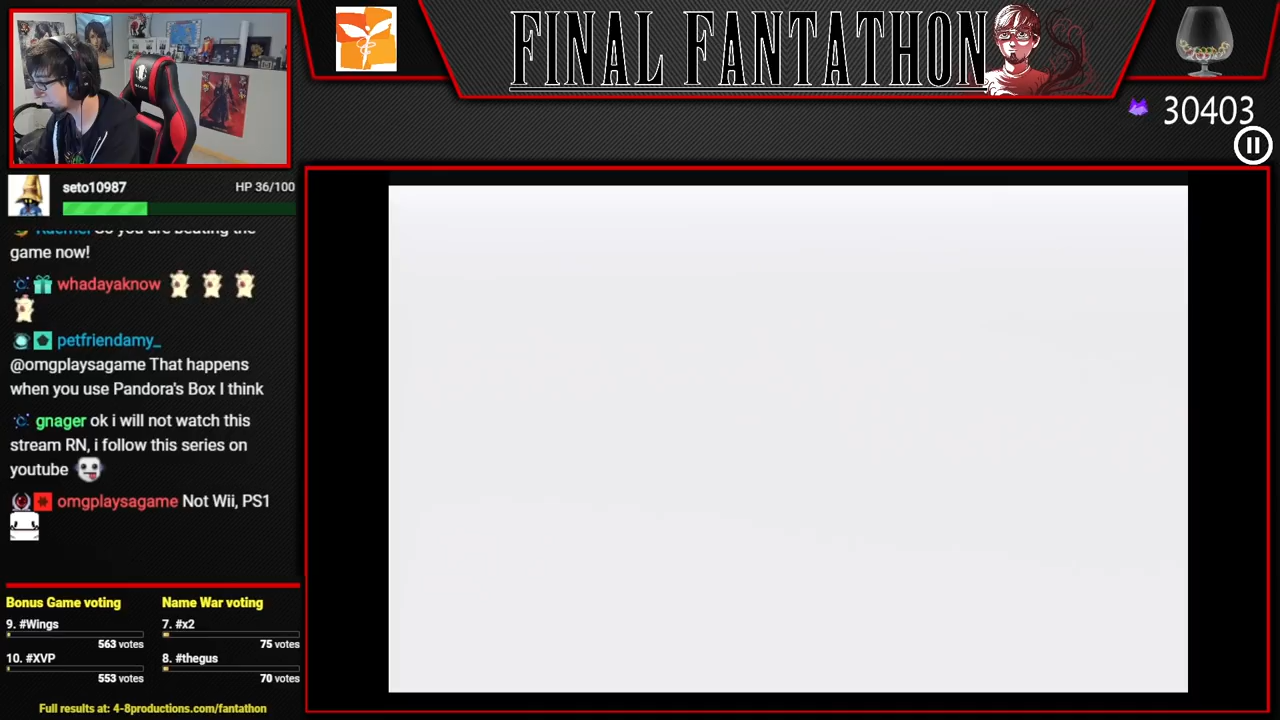 FINAL FANTATHON
30403
seto10987
HP 36/100
game now!
whadayaknow
petfriendamy_
@omgplaysagame That happens
when you use Pandora's Box I think
gnager ok i will not watch this
stream RN, i follow this series on
youtube
omgplaysagame Not Wii, PS1
Bonus Game voting
9. #Wings
563 votes
10. #XVP
553 votes
Name War voting
7. #x2
75 votes
8. #thegus
70 votes
Full results at: 4-8productions.com/fantathon